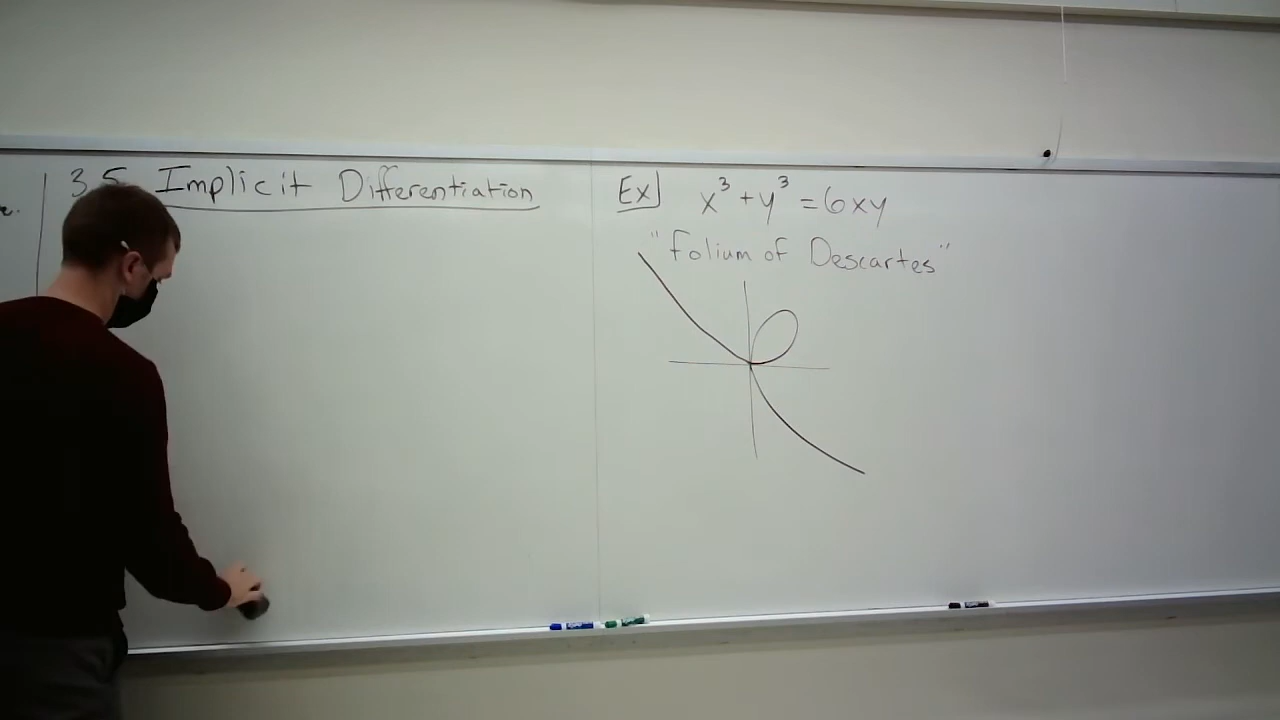 3.5 Implicit Differentiation
Ex] x³ + y³ = 6xy
"Folium of Descartes"